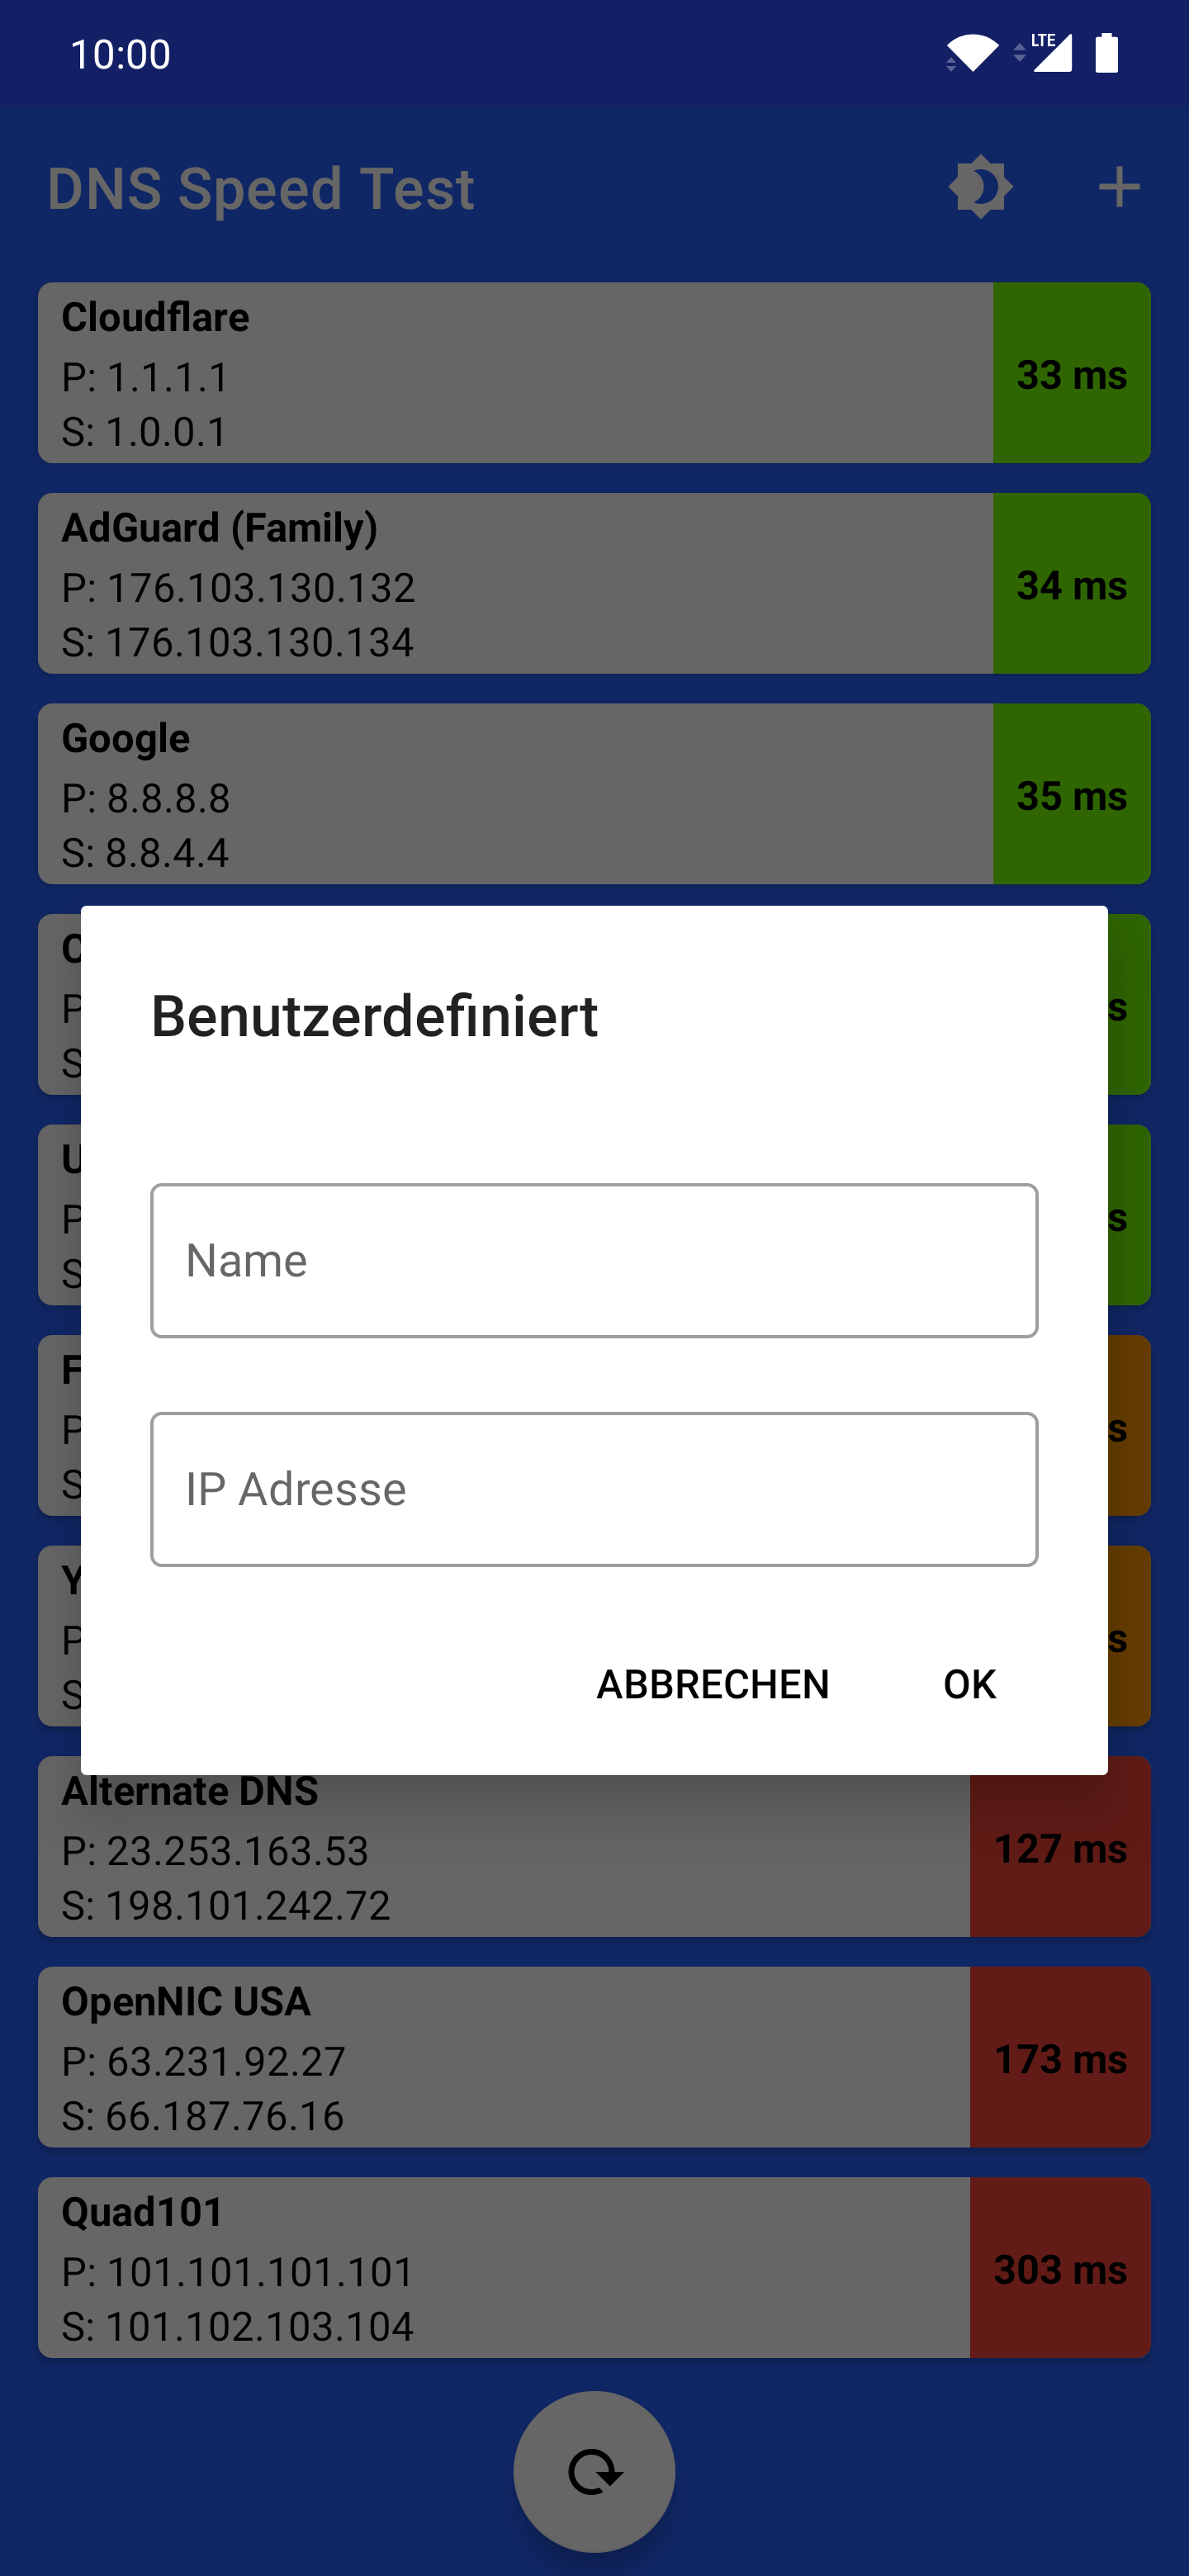 10:00
LTE
DNS Speed Test
Cloudflare
P: 1.1.1.1
S: 1.0.0.1
33 ms
AdGuard (Family)
P: 176.103.130.132
S: 176.103.130.134
34 ms
Google
P: 8.8.8.8
S: 8.8.4.4
35 ms
Benutzerdefiniert
Name
IP Adresse
ABBRECHEN
OK
Alternate DNS
P: 23.253.163.53
S: 198.101.242.72
127 ms
OpenNIC USA
P: 63.231.92.27
S: 66.187.76.16
173 ms
Quad101
P: 101.101.101.101
S: 101.102.103.104
303 ms